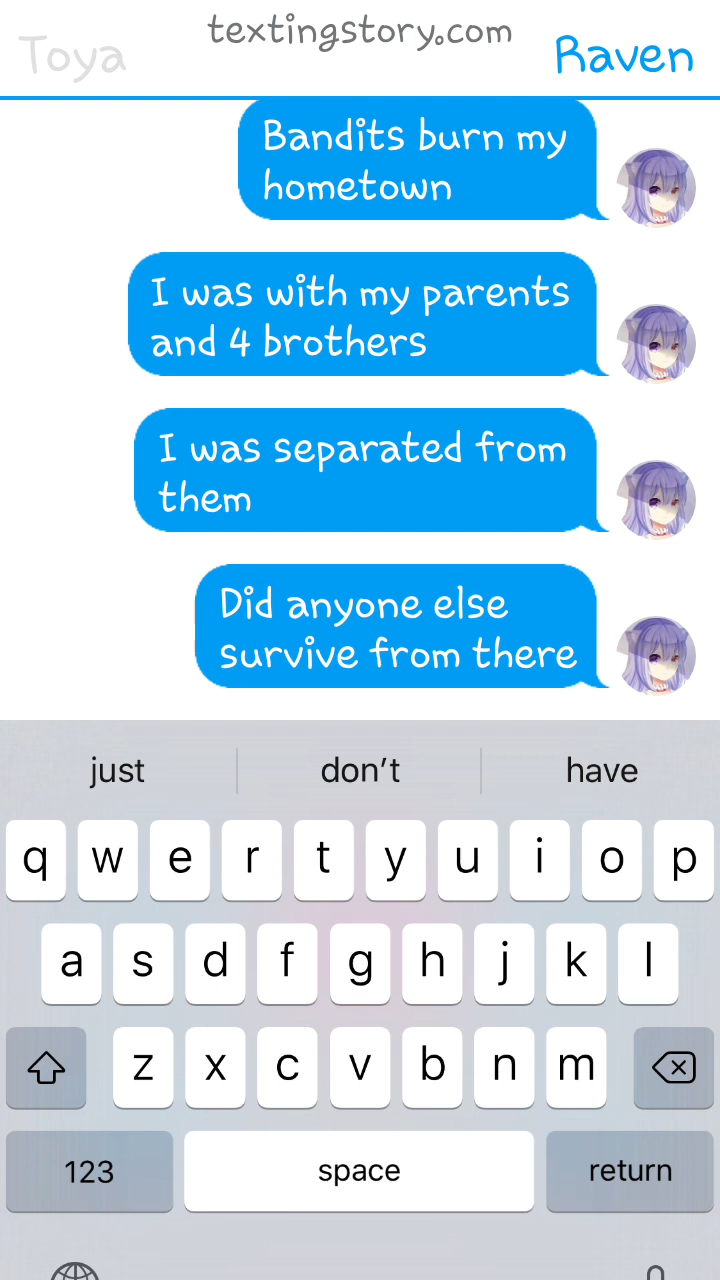 textingstory.com
Toya
Raven
Bandits burn my
hometown
I was with my parents
and 4 brothers
I was separated from
them
Did anyone else
survive from there
just don't have
q w e r t y u i o p
a s d f g h j k l
z x c v b n m
123 space return